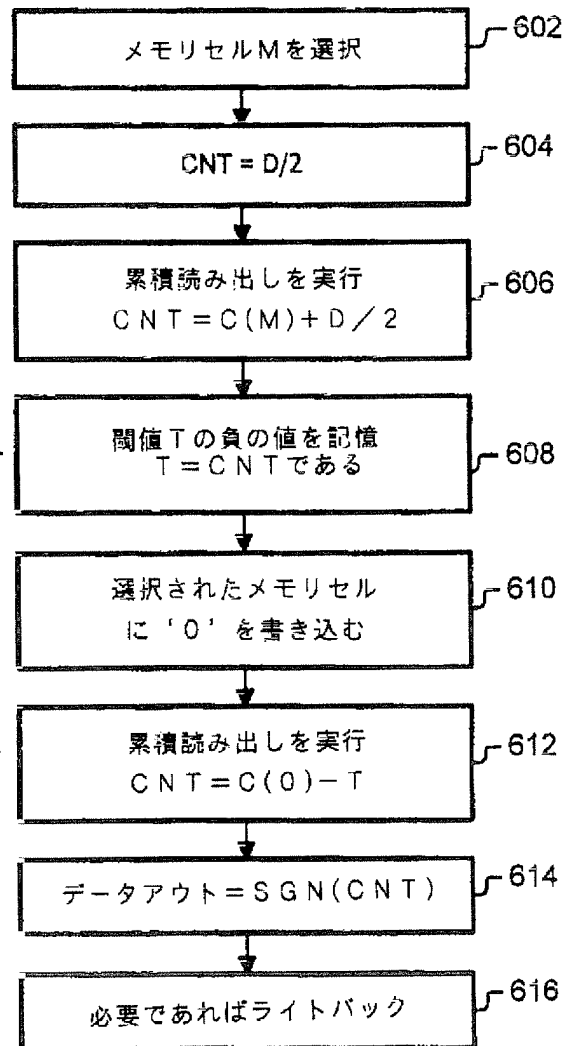 メモリセルMを選択
602
CNT = D/2
604
累積読み出しを実行
CNT=C(M)+D/2
606
閾値Tの負の値を記憶
T=CNTである
608
選択されたメモリセル
に'0'を書き込む
610
累積読み出しを実行
CNT=C(0)-T
612
データアウト=SGN(CNT)
614
必要であればライトバック
616